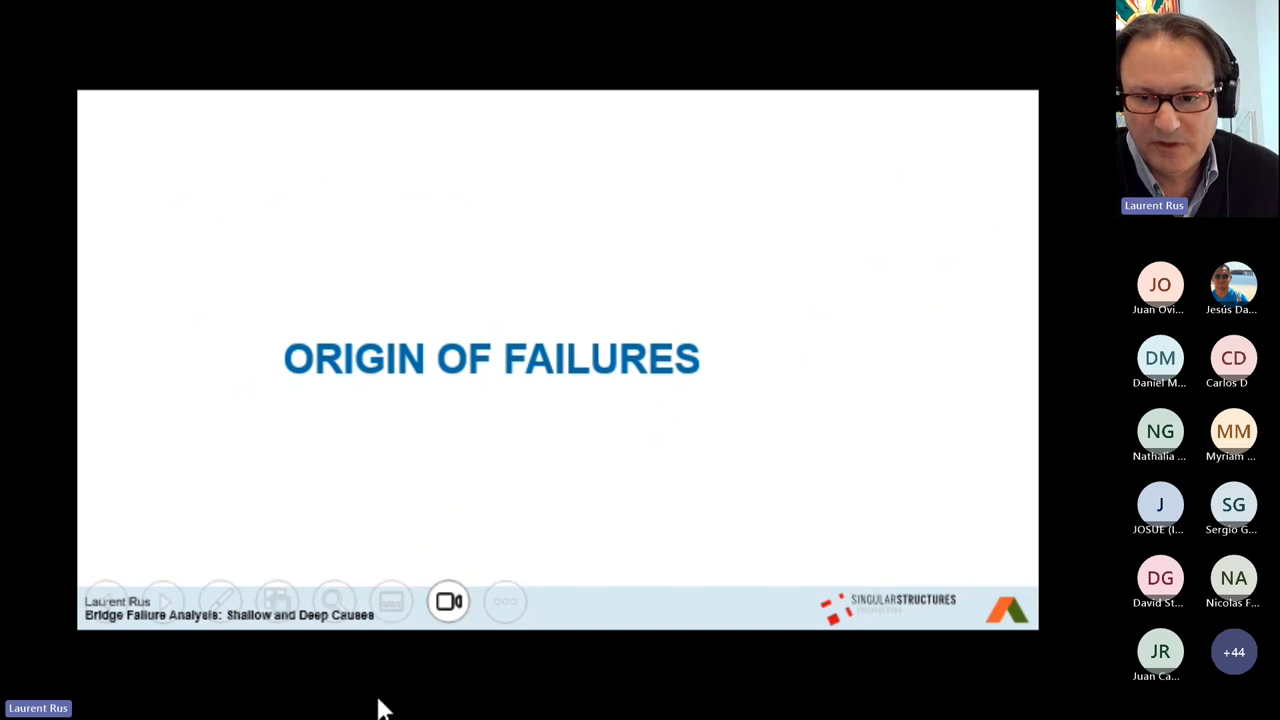 ORIGIN OF FAILURES
Laurent Rus
Bridge Failure Analysis: Shallow and Deep Causes
SINGULARSTRUCTURES
ENGINEERING
Laurent Rus
JO
Juan Ovi...
Jesús Da...
DM
Daniel M...
CD
Carlos D
NG
Nathalia ...
MM
Myriam ...
J
JOSUE (I...
SG
Sergio G...
DG
David St...
NA
Nicolas F...
JR
Juan Ca...
+44
Laurent Rus